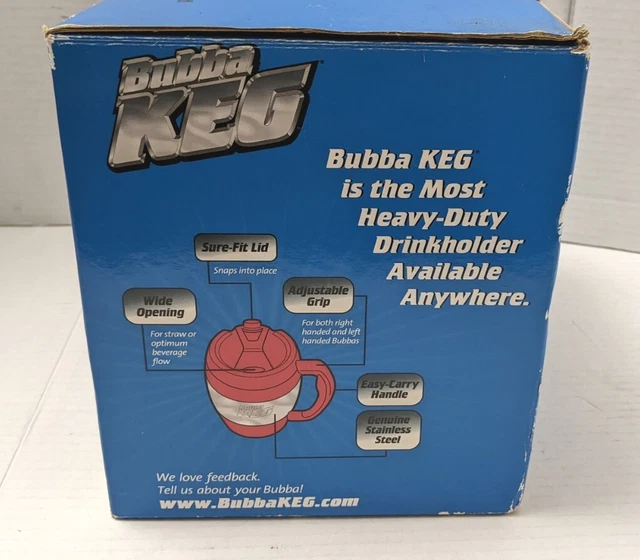 Bubba
KEG
Bubba KEG™
is the Most
Heavy-Duty
Drinkholder
Available
Anywhere.
Sure-Fit Lid
Snaps into place
Adjustable
Grip
For both right
handed and left
handed Bubbas
Wide
Opening
For straw or
optimum
beverage
flow
Easy-Carry
Handle
Genuine
Stainless
Steel
We love feedback.
Tell us about your Bubba!
www.BubbaKEG.com